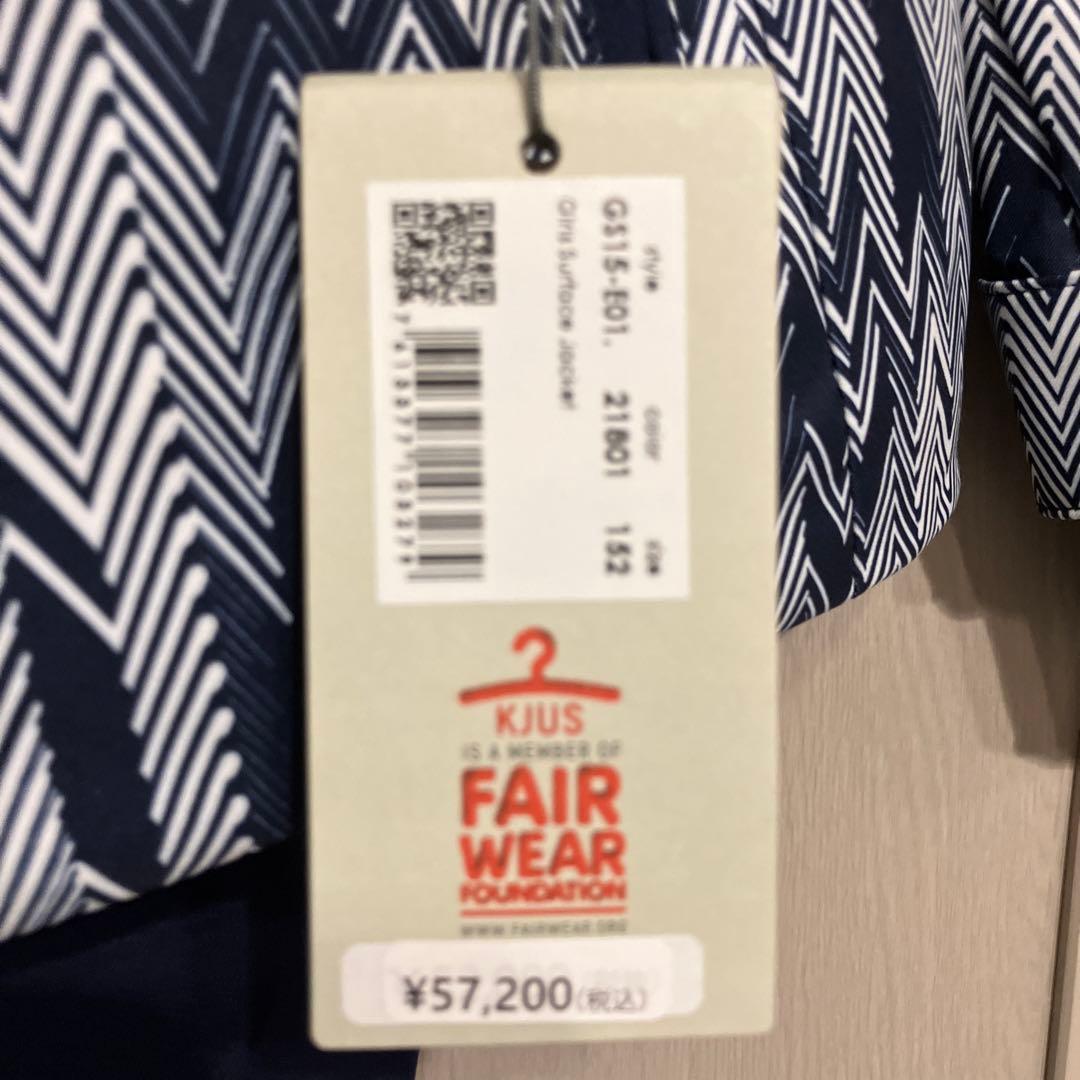 style color size
GS15-E01. 21801 152
Girls Surface Jacket
KJUS
IS A MEMBER OF
FAIR
WEAR
FOUNDATION
WWW.FAIRWEAR.ORG
¥57,200(税込)